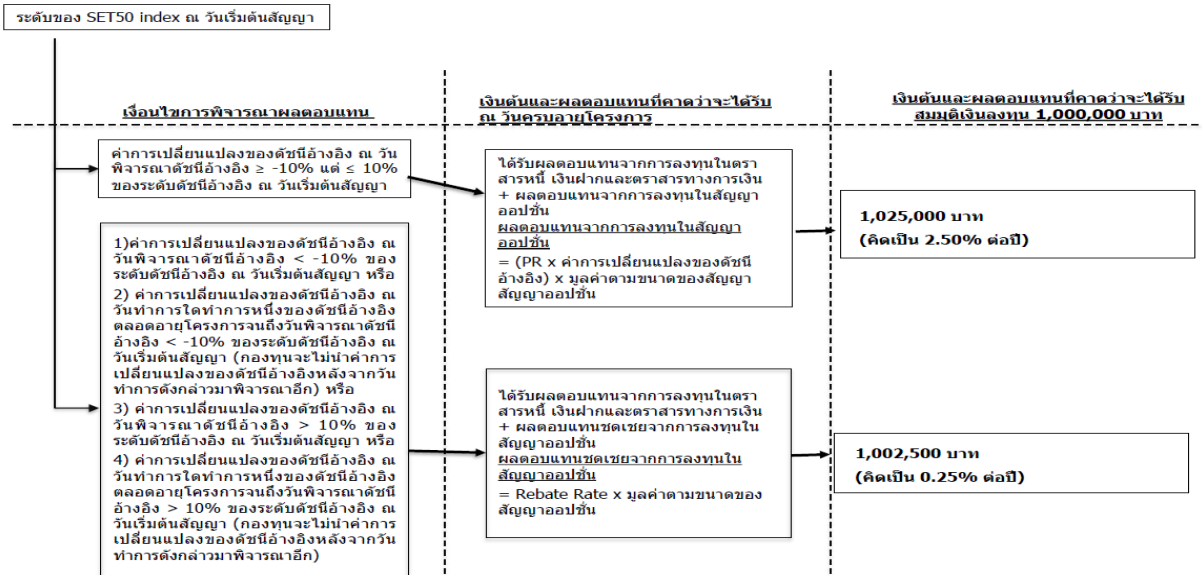 ระดับของ SET50 index ณ วันเริ่มต้นสัญญา
เงื่อนไขการพิจารณาผลตอบแทน
เงินต้นและผลตอบแทนที่คาดว่าจะได้รับ
ณ วันครบอายุโครงการ
เงินต้นและผลตอบแทนที่คาดว่าจะได้รับ
สมมุติเงินลงทุน 1,000,000 บาท
ค่าการเปลี่ยนแปลงของดัชนีอ้างอิง ณ วัน
พิจารณาดัชนีอ้างอิง ≥ -10% แต่ ≤ 10%
ของระดับดัชนีอ้างอิง ณ วันเริ่มต้นสัญญา
ได้รับผลตอบแทนจากการลงทุนในตรา
สารหนี้ เงินฝากและตราสารทางการเงิน
+ ผลตอบแทนจากการลงทุนในสัญญา
ออปชั่น
ผลตอบแทนจากการลงทุนในสัญญา
ออปชั่น
= (PR x ค่าการเปลี่ยนแปลงของดัชนี
อ้างอิง) x มูลค่าตามขนาดของสัญญา
สัญญาออปชั่น
1,025,000 บาท
(คิดเป็น 2.50% ต่อปี)
1)ค่าการเปลี่ยนแปลงของดัชนีอ้างอิง ณ
วันพิจารณาดัชนีอ้างอิง < -10% ของ
ระดับดัชนีอ้างอิง ณ วันเริ่มต้นสัญญา หรือ
2) ค่าการเปลี่ยนแปลงของดัชนีอ้างอิง ณ
วันทำการใดทำการหนึ่งของดัชนีอ้างอิง
ตลอดอายุโครงการจนถึงวันพิจารณาดัชนี
อ้างอิง < -10% ของระดับดัชนีอ้างอิง ณ
วันเริ่มต้นสัญญา (กองทุนจะไม่นำค่าการ
เปลี่ยนแปลงของดัชนีอ้างอิงหลังจากวัน
ทำการดังกล่าวมาพิจารณาอีก) หรือ
3) ค่าการเปลี่ยนแปลงของดัชนีอ้างอิง ณ
วันพิจารณาดัชนีอ้างอิง > 10% ของ
ระดับดัชนีอ้างอิง ณ วันเริ่มต้นสัญญา หรือ
4) ค่าการเปลี่ยนแปลงของดัชนีอ้างอิง ณ
วันทำการใดทำการหนึ่งของดัชนีอ้างอิง
ตลอดอายุโครงการจนถึงวันพิจารณาดัชนี
อ้างอิง > 10% ของระดับดัชนีอ้างอิง ณ
วันเริ่มต้นสัญญา (กองทุนจะไม่นำค่าการ
เปลี่ยนแปลงของดัชนีอ้างอิงหลังจากวัน
ทำการดังกล่าวมาพิจารณาอีก)
ได้รับผลตอบแทนจากการลงทุนในตรา
สารหนี้ เงินฝากและตราสารทางการเงิน
+ ผลตอบแทนชดเชยจากการลงทุนใน
สัญญาออปชั่น
ผลตอบแทนชดเชยจากการลงทุนใน
สัญญาออปชั่น
= Rebate Rate x มูลค่าตามขนาดของ
สัญญาออปชั่น
1,002,500 บาท
(คิดเป็น 0.25% ต่อปี)